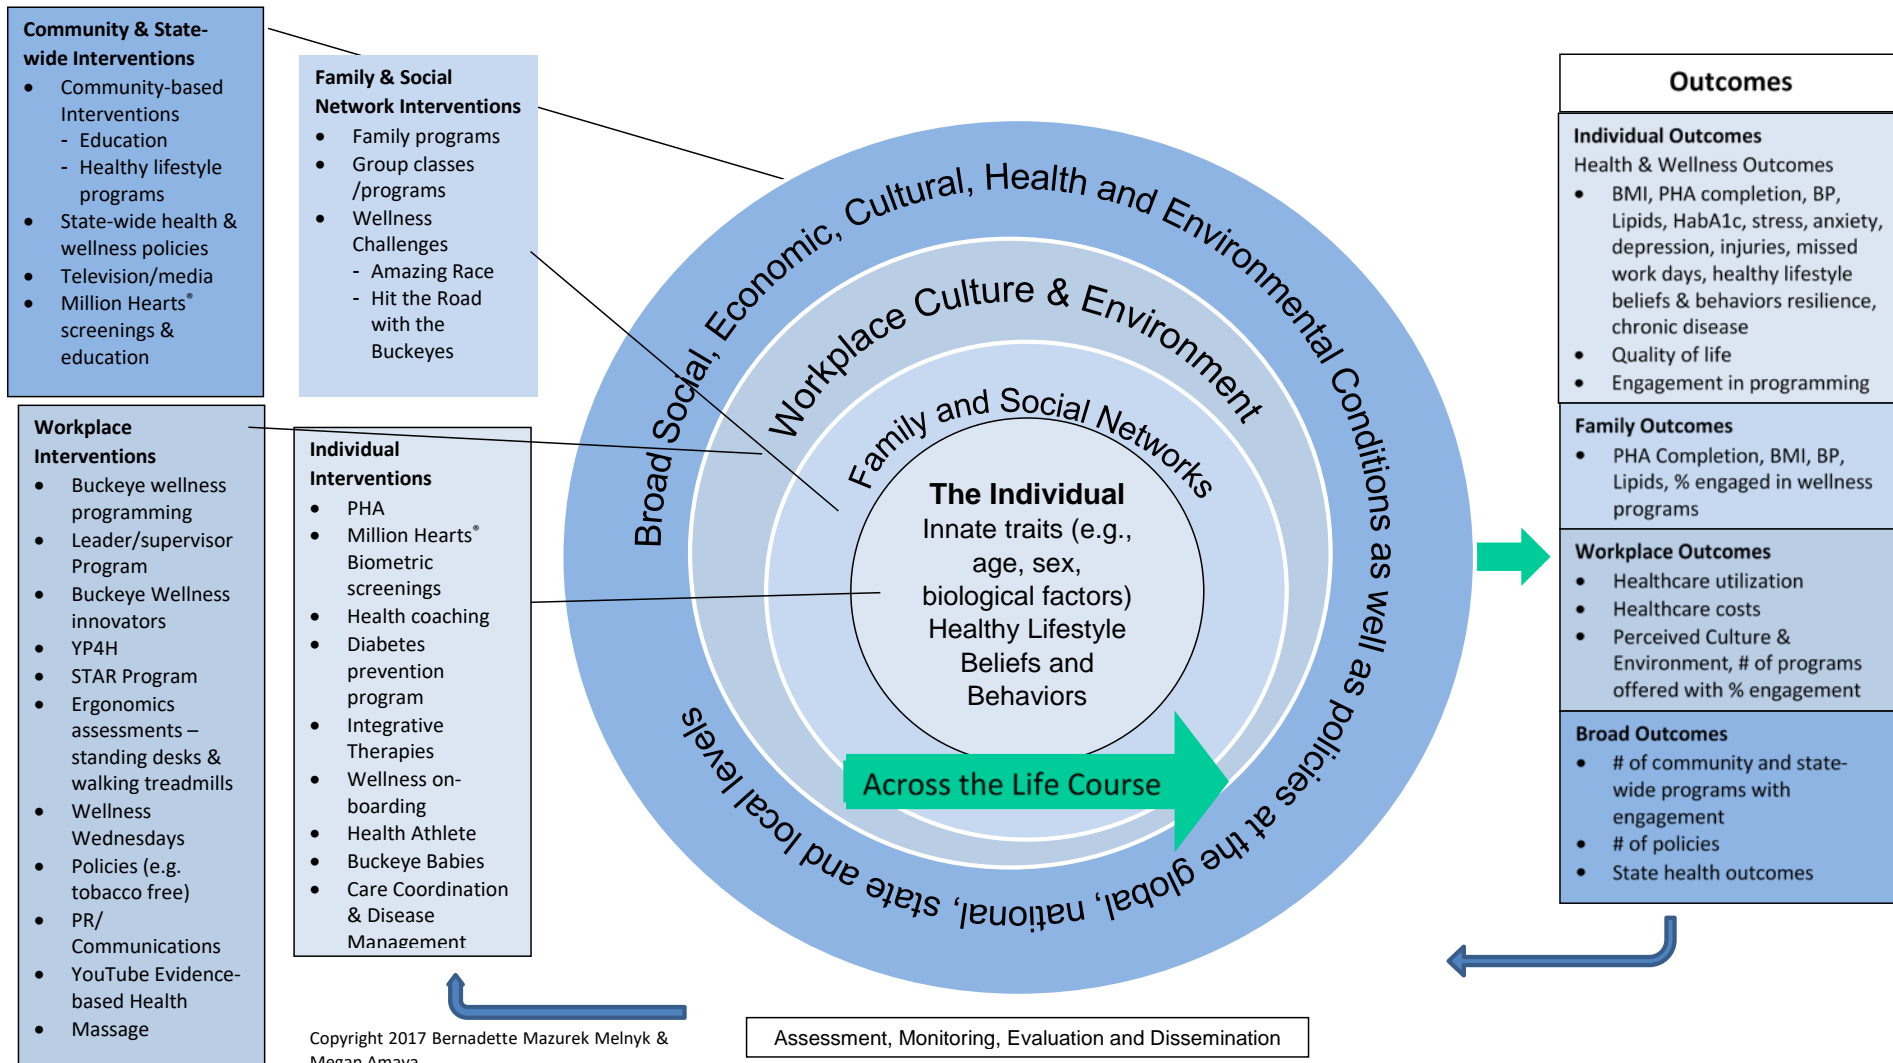 Community & State-
wide Interventions
• Community-based
Interventions
- Education
- Healthy lifestyle
programs
• State-wide health &
wellness policies
• Television/media
• Million Hearts®
screenings &
education
Family & Social
Network Interventions
• Family programs
• Group classes
/programs
• Wellness
Challenges
- Amazing Race
- Hit the Road
with the
Buckeyes
Workplace
Interventions
• Buckeye wellness
programming
• Leader/supervisor
Program
• Buckeye Wellness
innovators
• YP4H
• STAR Program
• Ergonomics
assessments –
standing desks &
walking treadmills
• Wellness
Wednesdays
• Policies (e.g.
tobacco free)
• PR/
Communications
• YouTube Evidence-
based Health
• Massage
Individual
Interventions
• PHA
• Million Hearts®
Biometric
screenings
• Health coaching
• Diabetes
prevention
program
• Integrative
Therapies
• Wellness on-
boarding
• Health Athlete
• Buckeye Babies
• Care Coordination
& Disease
Management
Broad Social, Economic, Cultural, Health and Environmental Conditions as well as policies at the global, national, state and local levels
Workplace Culture & Environment
Family and Social Networks
The Individual
Innate traits (e.g.,
age, sex,
biological factors)
Healthy Lifestyle
Beliefs and
Behaviors
Across the Life Course
Outcomes
Individual Outcomes
Health & Wellness Outcomes
• BMI, PHA completion, BP,
Lipids, HabA1c, stress, anxiety,
depression, injuries, missed
work days, healthy lifestyle
beliefs & behaviors resilience,
chronic disease
• Quality of life
• Engagement in programming
Family Outcomes
• PHA Completion, BMI, BP,
Lipids, % engaged in wellness
programs
Workplace Outcomes
• Healthcare utilization
• Healthcare costs
• Perceived Culture &
Environment, # of programs
offered with % engagement
Broad Outcomes
• # of community and state-
wide programs with
engagement
• # of policies
• State health outcomes
Copyright 2017 Bernadette Mazurek Melnyk &
Megan Amaya
Assessment, Monitoring, Evaluation and Dissemination